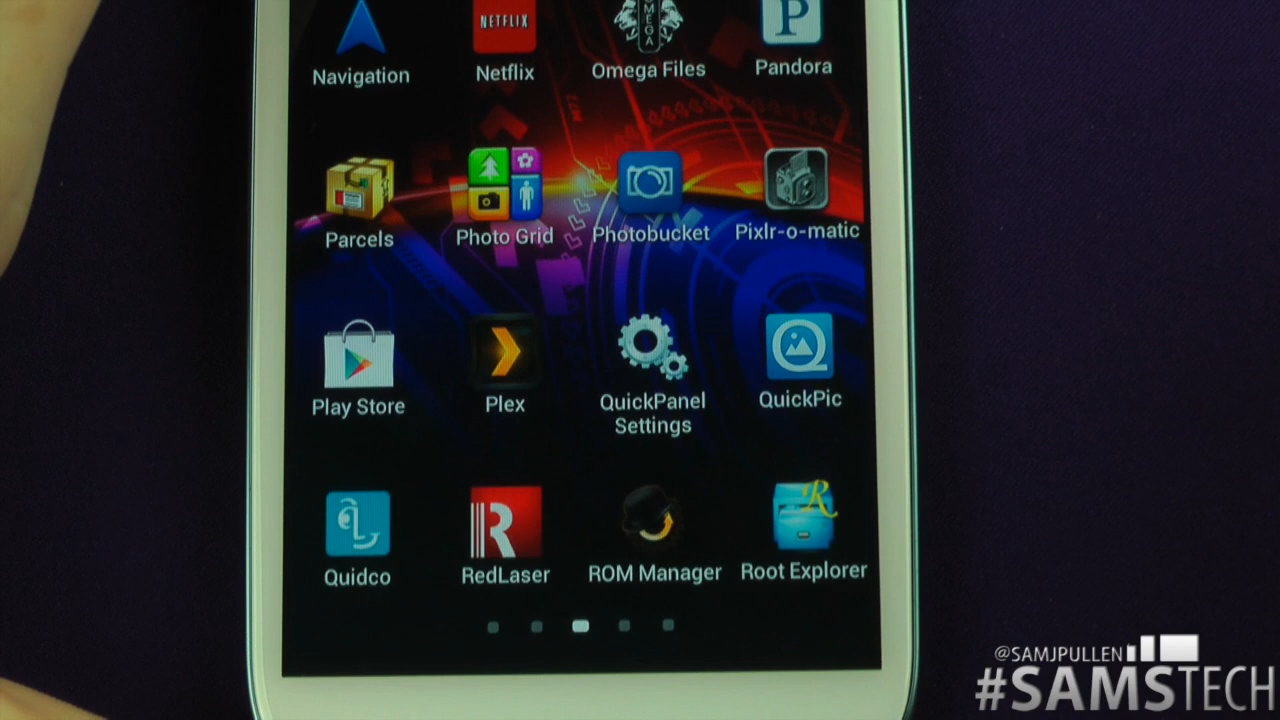 NETFLIX
OMEGA
P
Navigation Netflix Omega Files Pandora
Parcels Photo Grid Photobucket Pixlr-o-matic
Play Store Plex QuickPanel Settings QuickPic
R
R
Quidco RedLaser ROM Manager Root Explorer
@SAMJPULLEN
#SAMSTECH